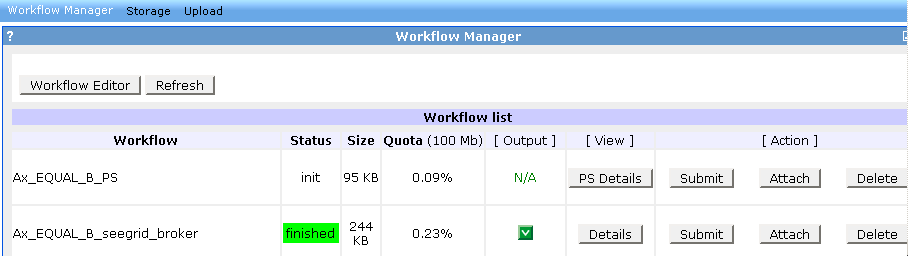 Workflow Manager Storage Upload
? Workflow Manager
Workflow Editor Refresh
Workflow list
Workflow Status Size Quota (100 Mb) [ Output ] [ View ] [ Action ]
Ax_EQUAL_B_PS init 95 KB 0.09% N/A PS Details Submit Attach Delete
Ax_EQUAL_B_seegrid_broker finished 244 KB 0.23% Details Submit Attach Delete